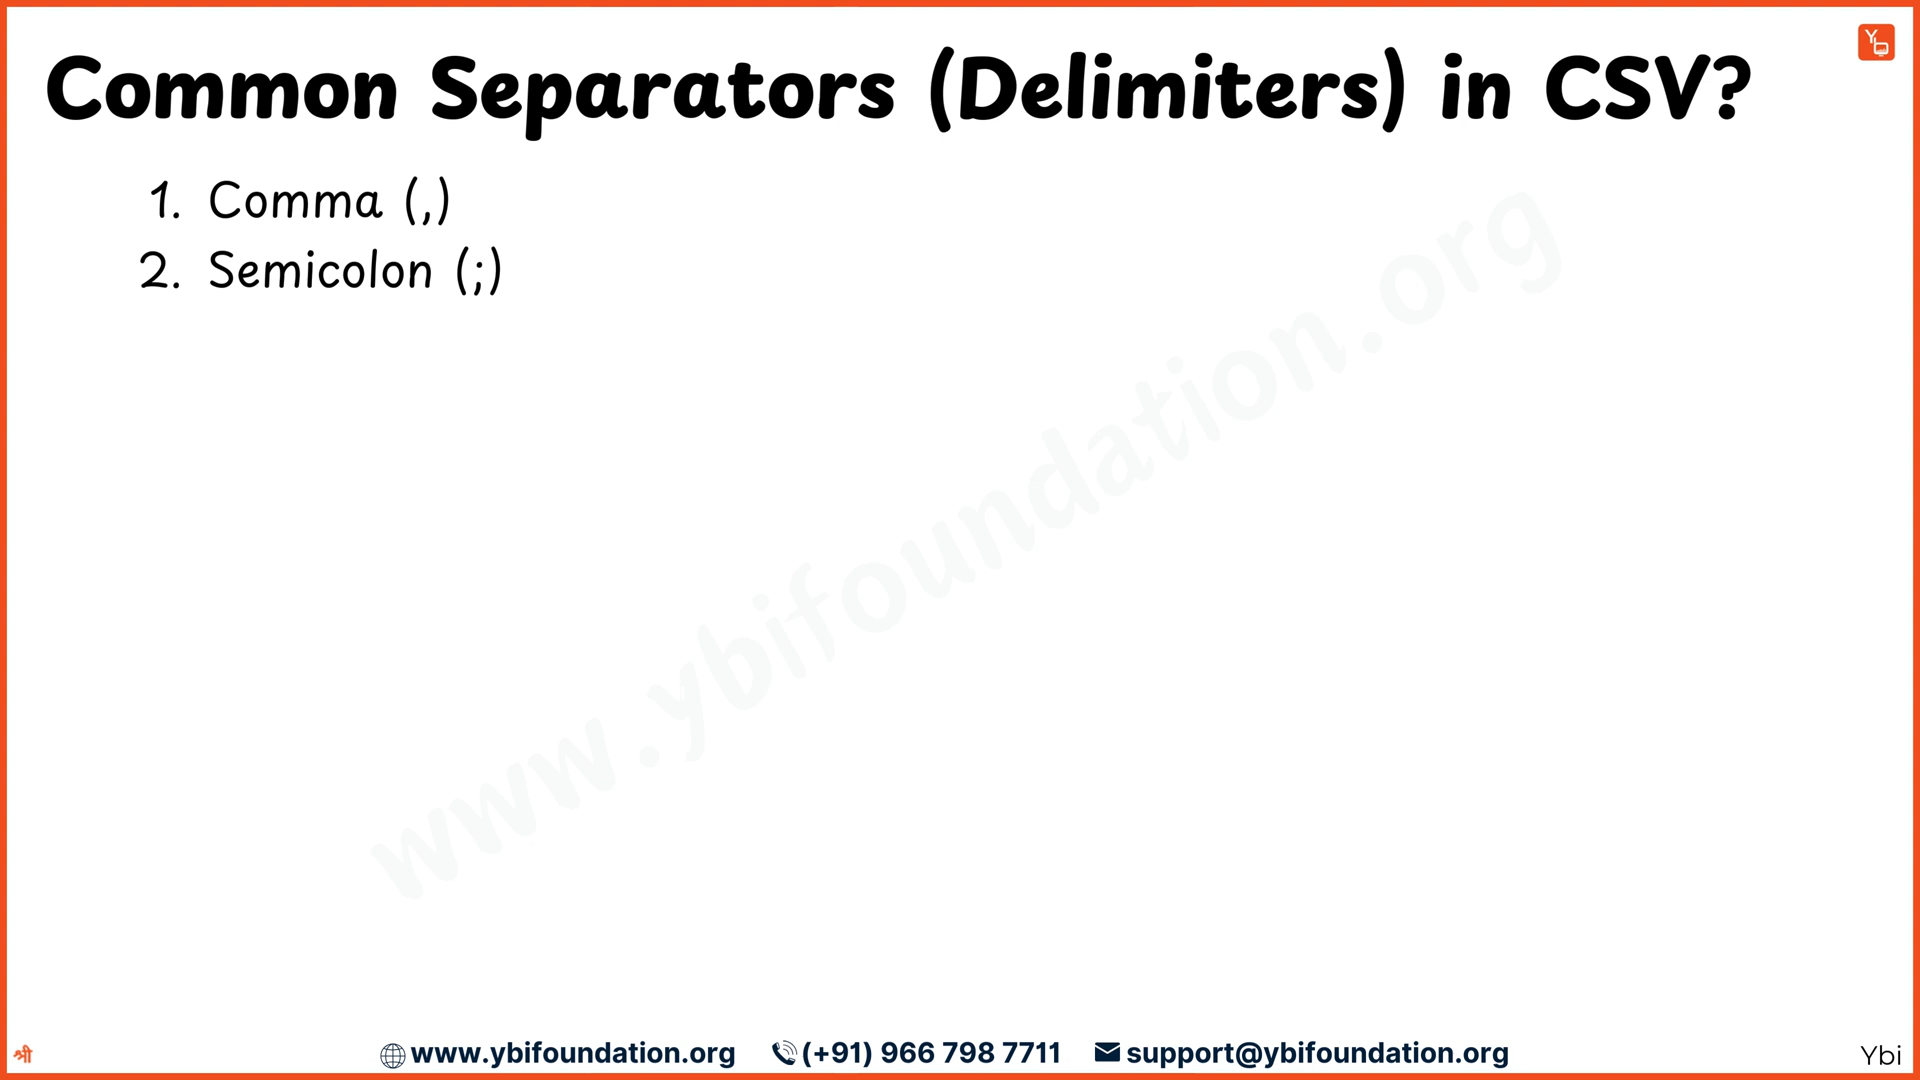 Common Separators (Delimiters) in CSV?
1. Comma (,)
2. Semicolon (;)
www.ybifoundation.org
श्री
www.ybifoundation.org (+91) 966 798 7711 support@ybifoundation.org
Ybi